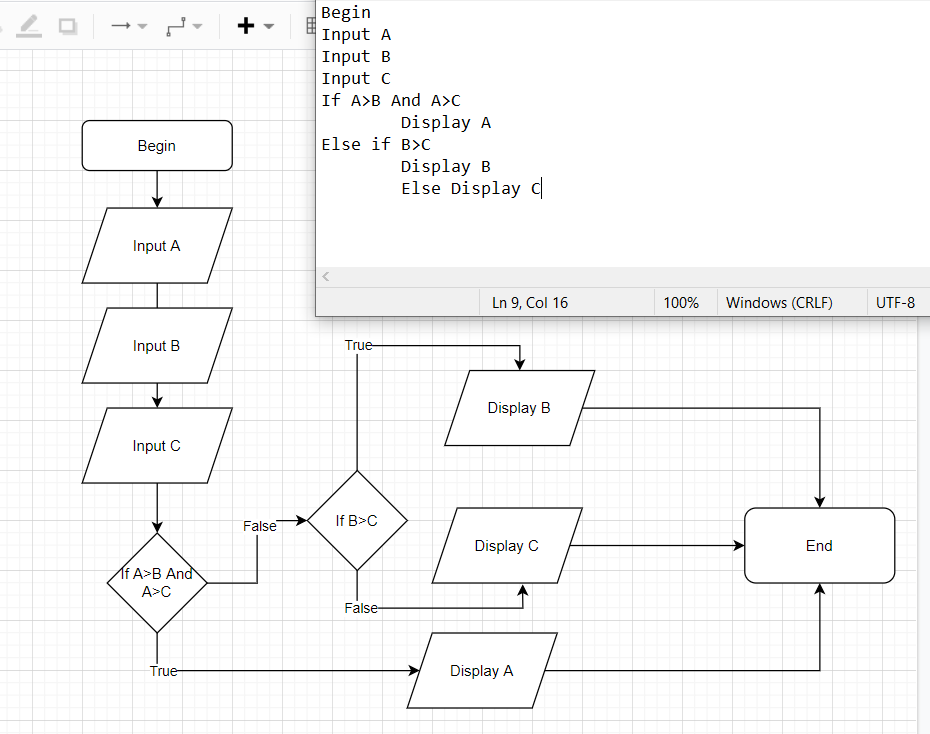 Begin
Input A
Input B
Input C
If A>B And A>C
Display A
Else if B>C
Display B
Else Display C
Ln 9, Col 16
100%
Windows (CRLF)
UTF-8
Begin
Input A
Input B
Input C
If A>B And
A>C
True
False
If B>C
True
False
Display B
Display C
Display A
End